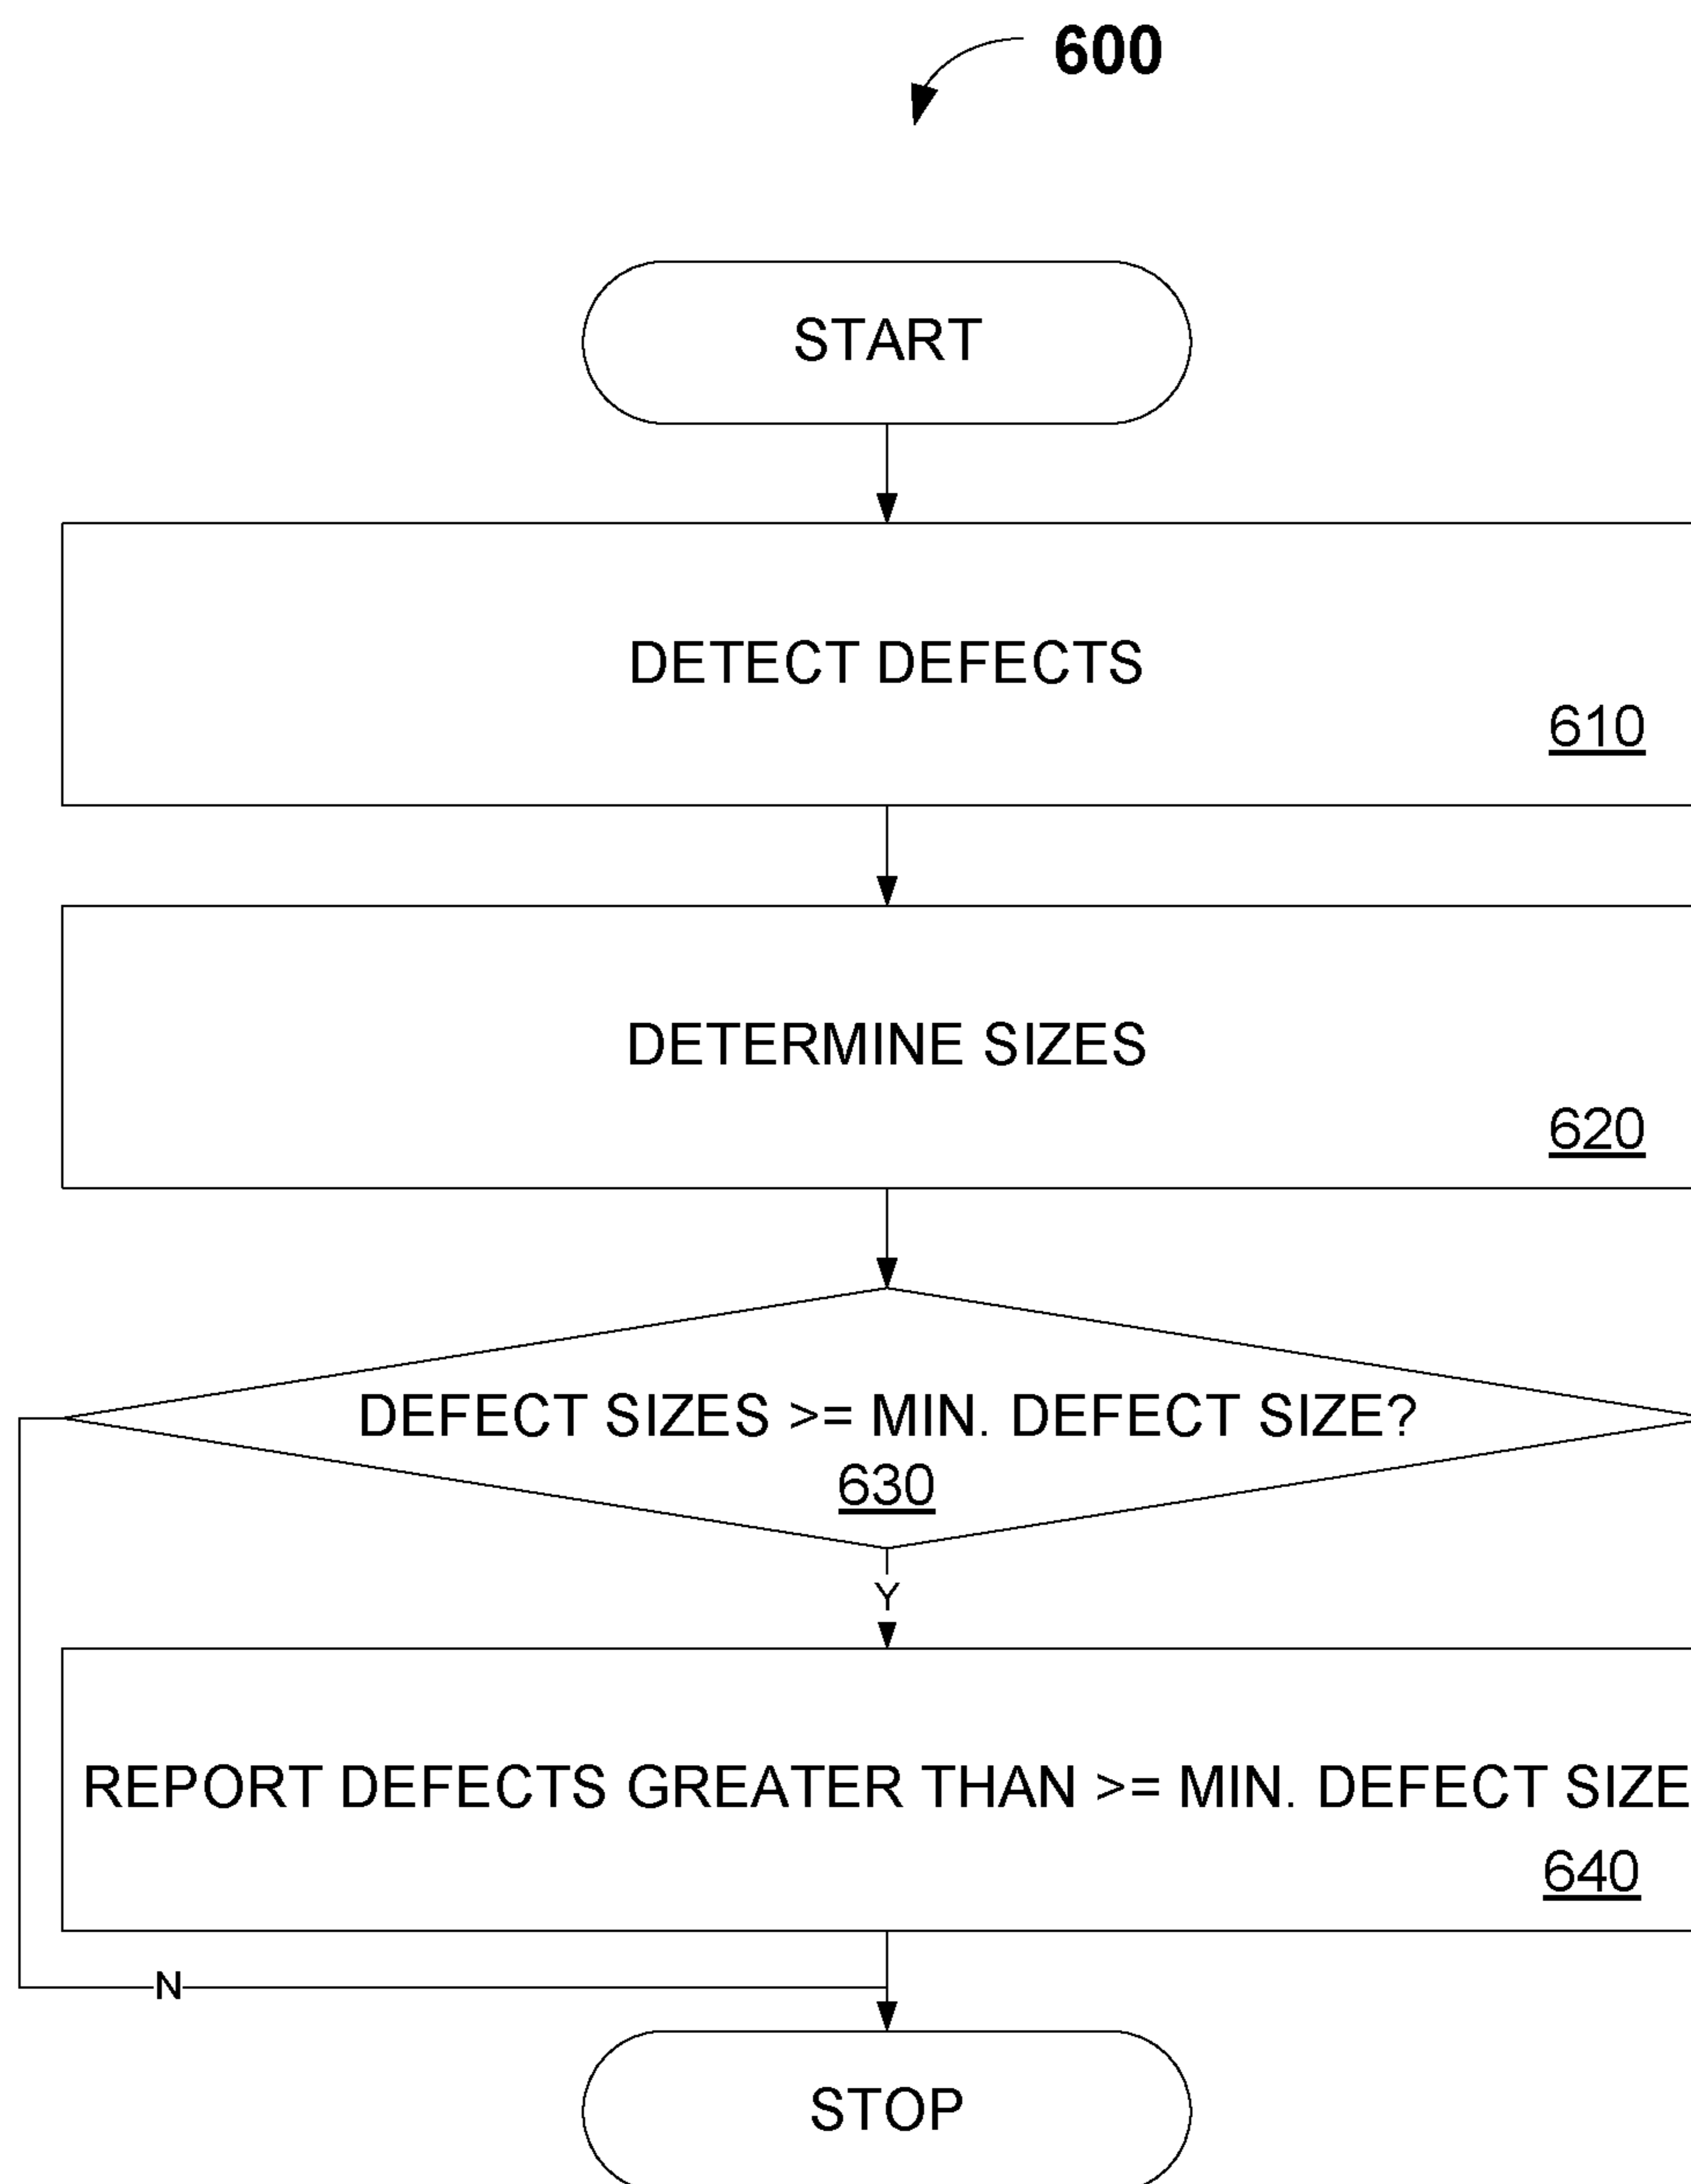 600
START
DETECT DEFECTS
610
DETERMINE SIZES
620
DEFECT SIZES >= MIN. DEFECT SIZE?
630
Y
REPORT DEFECTS GREATER THAN >= MIN. DEFECT SIZE
640
N
STOP